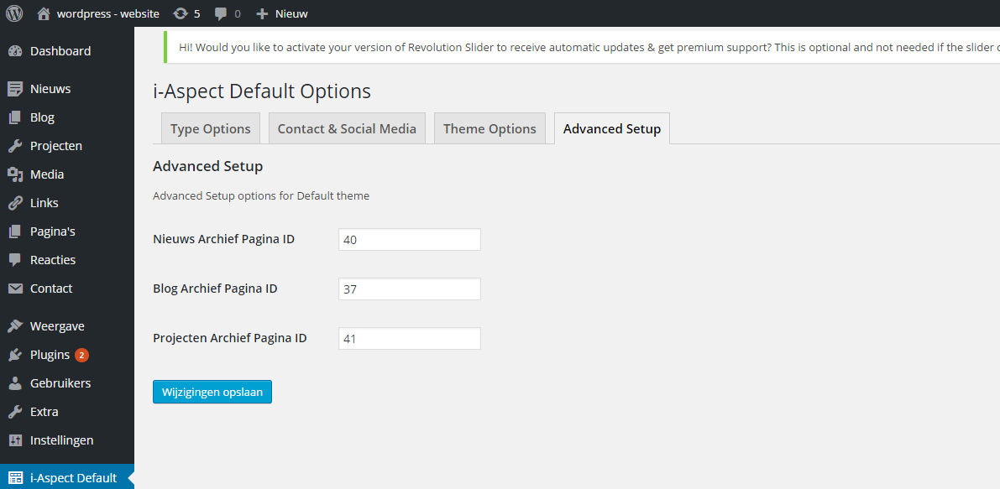 wordpress - website 5 0 Nieuw
Dashboard
Nieuws
Blog
Projecten
Media
Links
Pagina's
Reacties
Contact
Weergave
Plugins 2
Gebruikers
Extra
Instellingen
i-Aspect Default
Hi! Would you like to activate your version of Revolution Slider to receive automatic updates & get premium support? This is optional and not needed if the slider
i-Aspect Default Options
Type Options Contact & Social Media Theme Options Advanced Setup
Advanced Setup
Advanced Setup options for Default theme
Nieuws Archief Pagina ID 40
Blog Archief Pagina ID 37
Projecten Archief Pagina ID 41
Wijzigingen opslaan